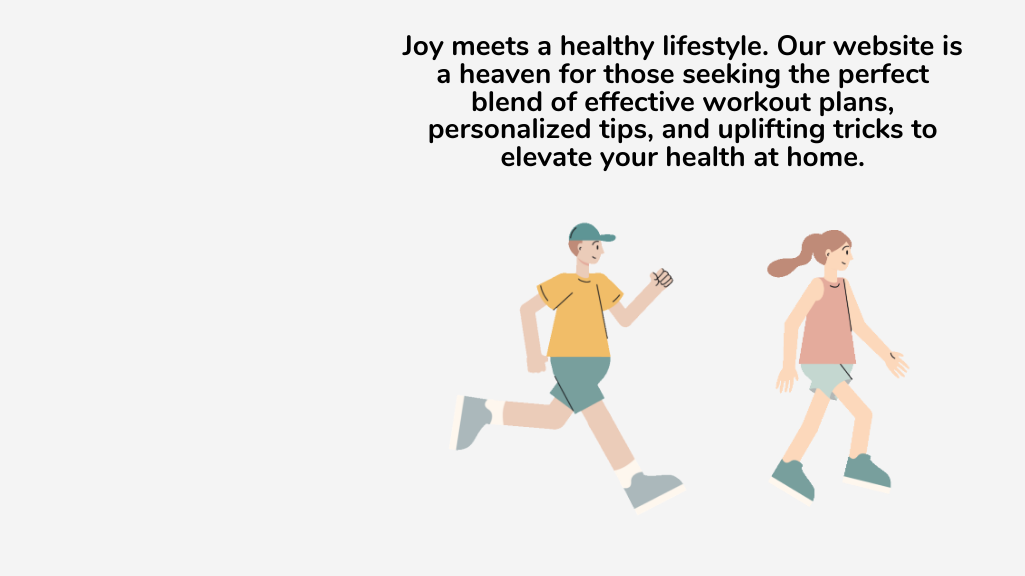 Joy meets a healthy lifestyle. Our website is
a heaven for those seeking the perfect
blend of effective workout plans,
personalized tips, and uplifting tricks to
elevate your health at home.